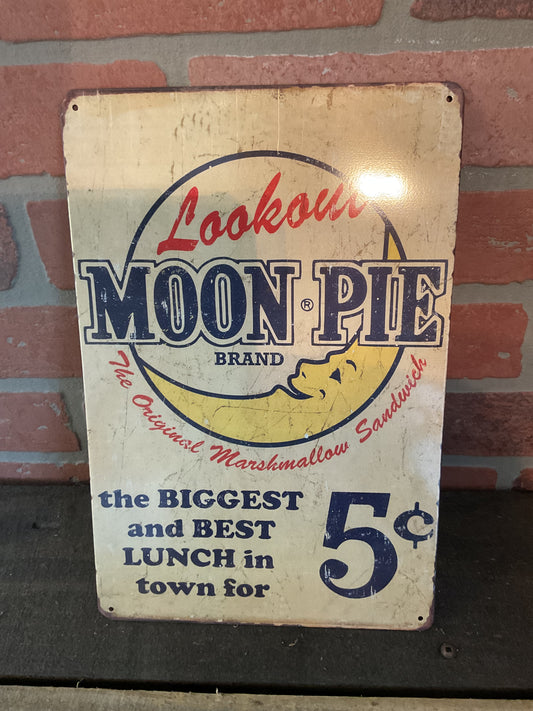 Lookout
MOON ® PIE
BRAND
The Original Marshmallow Sandwich
the BIGGEST
and BEST
LUNCH in
town for
5¢